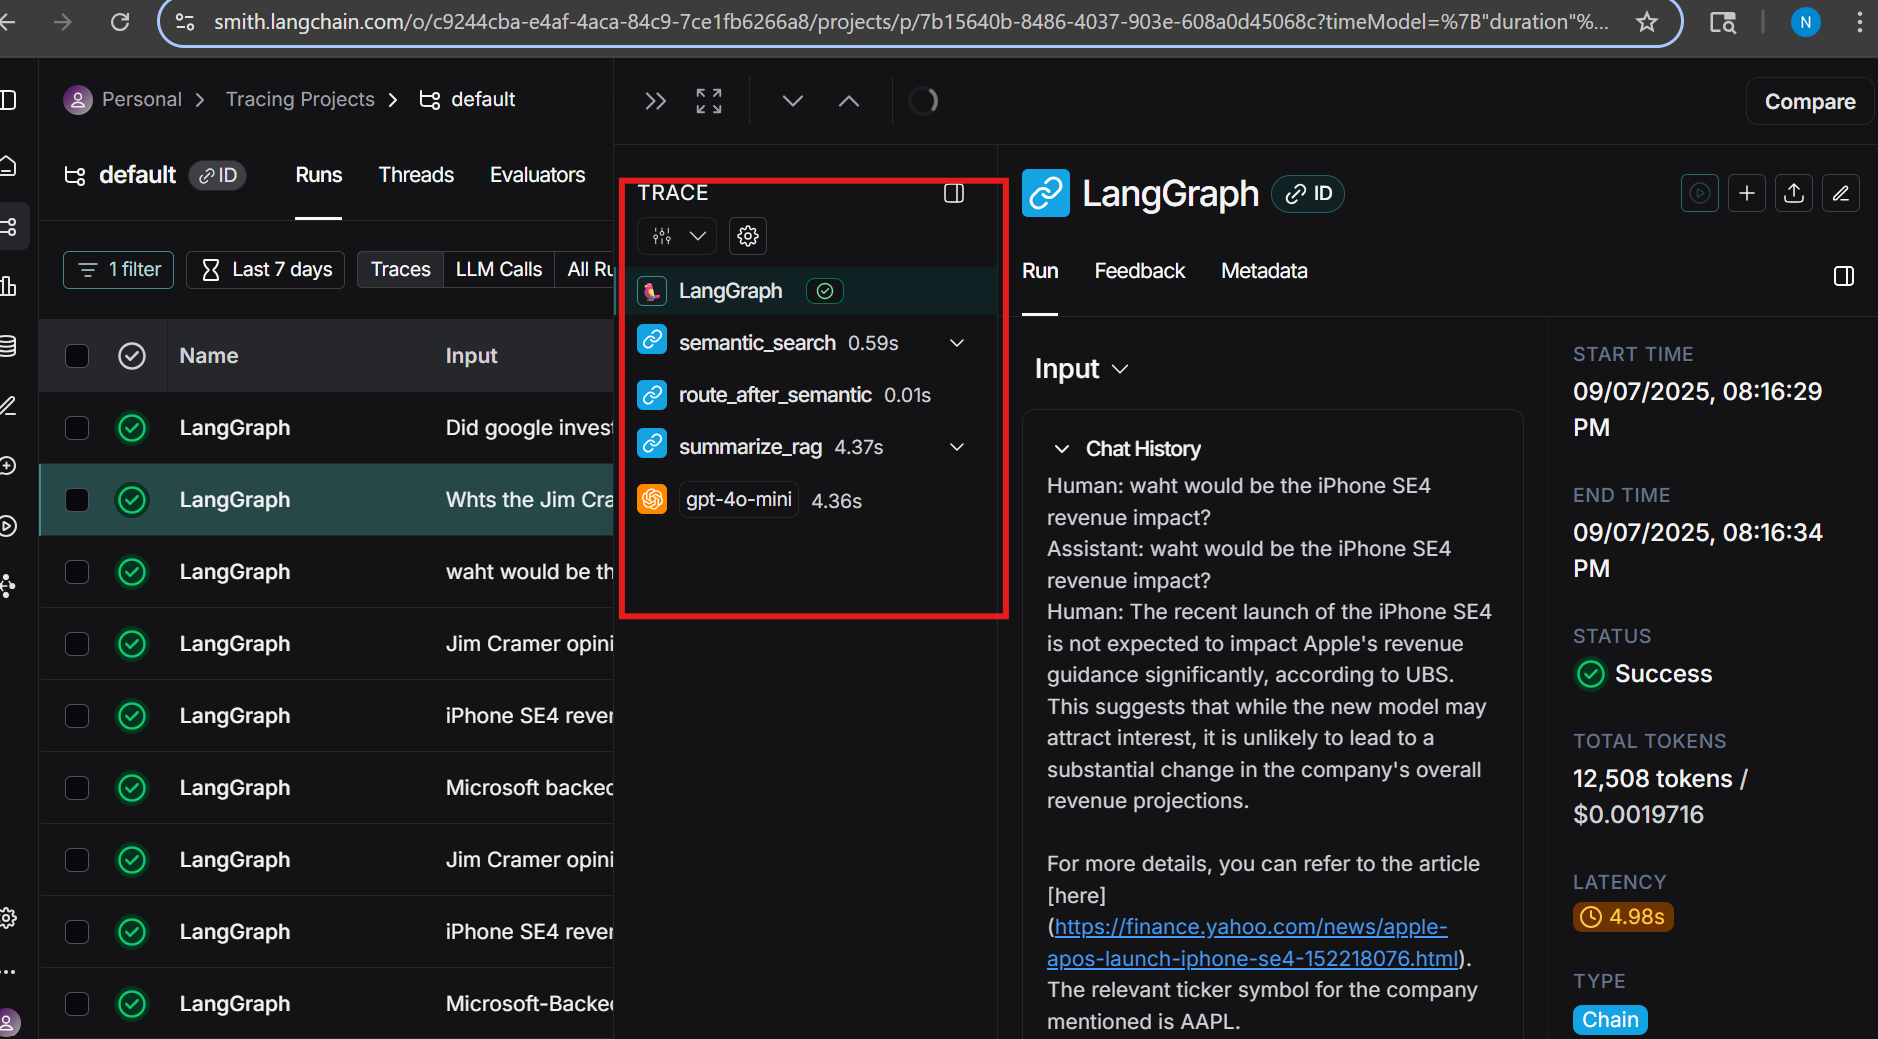 smith.langchain.com/o/c9244cba-e4af-4aca-84c9-7ce1fb6266a8/projects/p/7b15640b-8486-4037-903e-608a0d45068c?timeModel=%7B"duration"%...
N
Personal > Tracing Projects > default
Compare
default ID
Runs Threads Evaluators
1 filter
Last 7 days
Traces LLM Calls All Ru
Name Input
LangGraph Did google invest
LangGraph Whts the Jim Cra
LangGraph waht would be th
LangGraph Jim Cramer opini
LangGraph iPhone SE4 rever
LangGraph Microsoft backed
LangGraph Jim Cramer opini
LangGraph iPhone SE4 rever
LangGraph Microsoft-Backed
TRACE
LangGraph
semantic_search 0.59s
route_after_semantic 0.01s
summarize_rag 4.37s
gpt-4o-mini 4.36s
LangGraph ID
Run Feedback Metadata
Input
Chat History
Human: waht would be the iPhone SE4
revenue impact?
Assistant: waht would be the iPhone SE4
revenue impact?
Human: The recent launch of the iPhone SE4
is not expected to impact Apple's revenue
guidance significantly, according to UBS.
This suggests that while the new model may
attract interest, it is unlikely to lead to a
substantial change in the company's overall
revenue projections.
For more details, you can refer to the article
[here]
(https://finance.yahoo.com/news/apple-
apos-launch-iphone-se4-152218076.html).
The relevant ticker symbol for the company
mentioned is AAPL.
START TIME
09/07/2025, 08:16:29
PM
END TIME
09/07/2025, 08:16:34
PM
STATUS
Success
TOTAL TOKENS
12,508 tokens /
$0.0019716
LATENCY
4.98s
TYPE
Chain